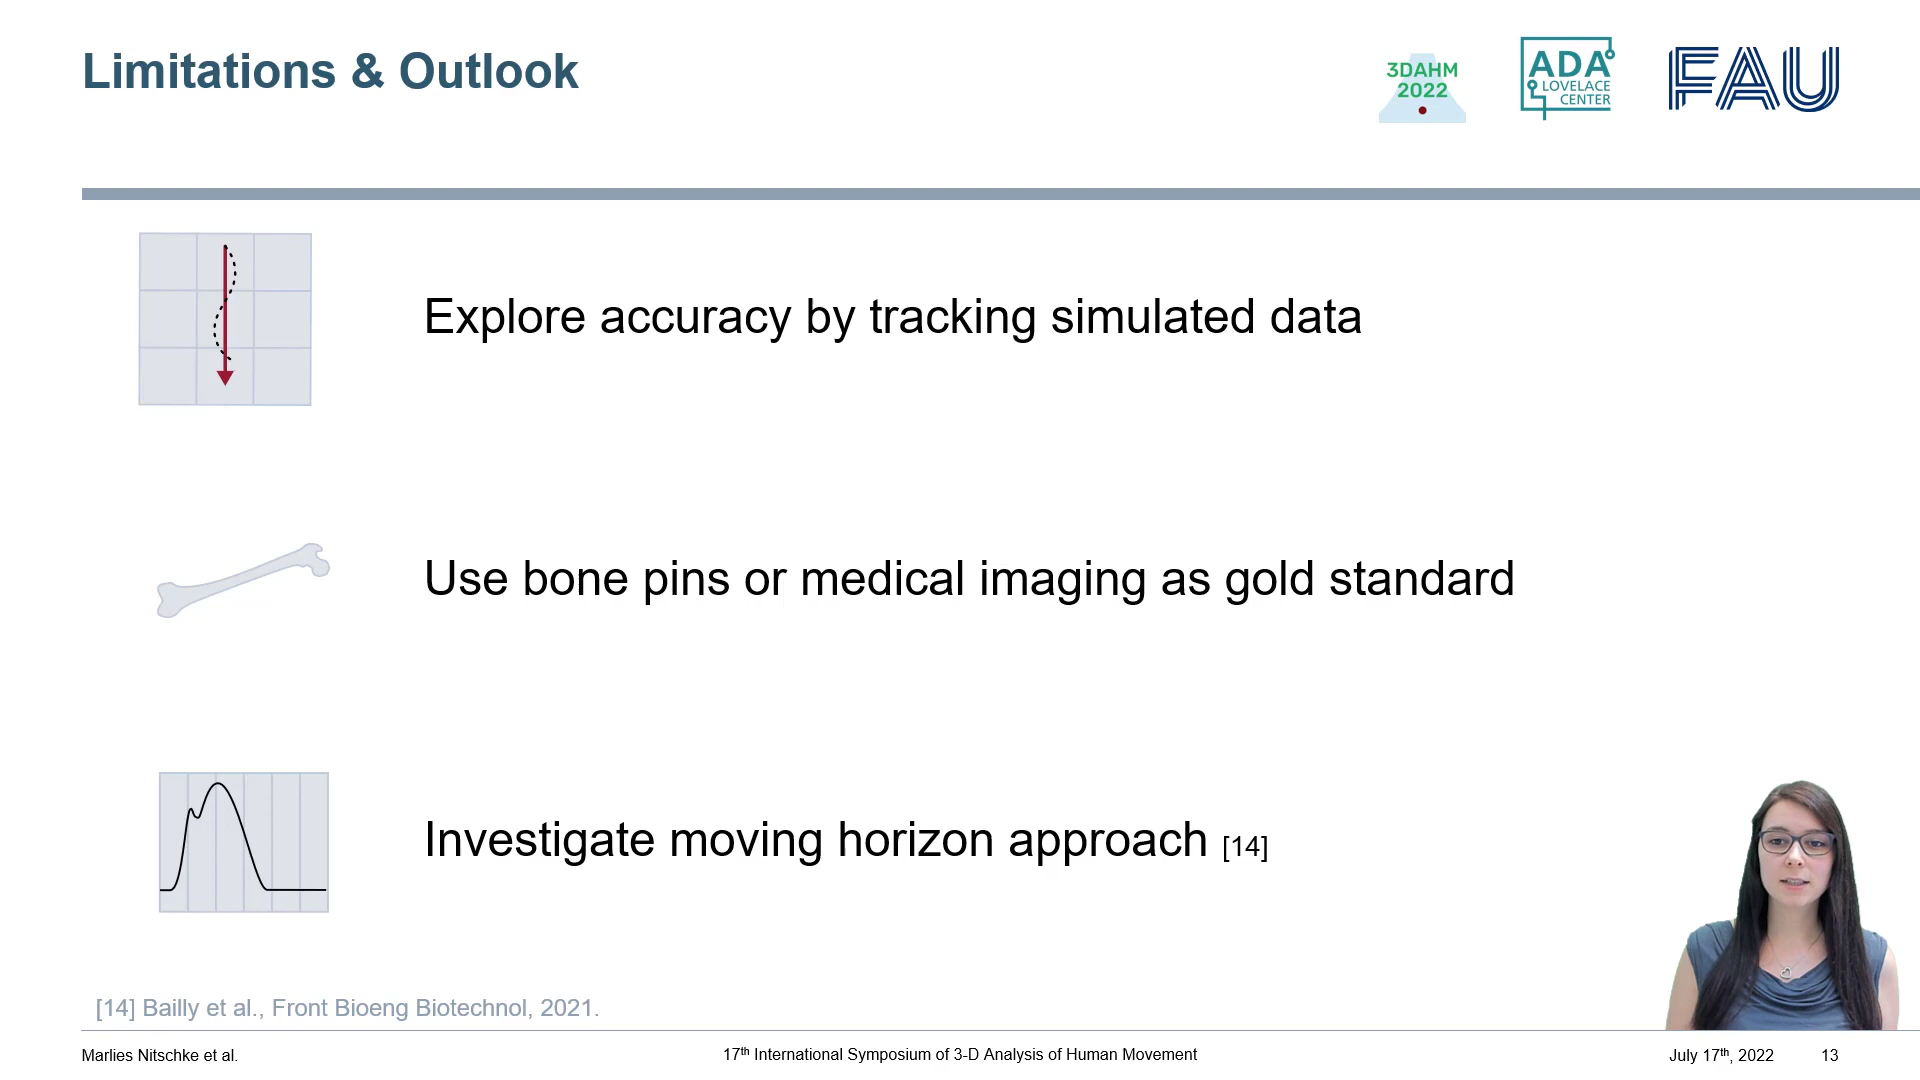 Limitations & Outlook
3DAHM
2022
ADA
LOVELACE
CENTER
FAU
Explore accuracy by tracking simulated data
Use bone pins or medical imaging as gold standard
Investigate moving horizon approach [14]
[14] Bailly et al., Front Bioeng Biotechnol, 2021.
Marlies Nitschke et al.
17th International Symposium of 3-D Analysis of Human Movement
July 17th, 2022
13